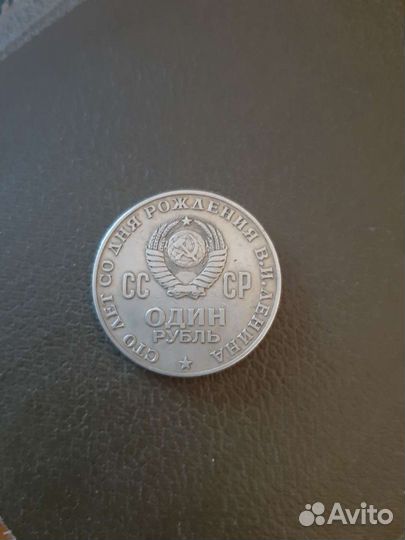 СТО ЛЕТ СО ДНЯ РОЖДЕНИЯ В.И.ЛЕНИНА
СС СР
ОДИН
РУБЛЬ
Avito